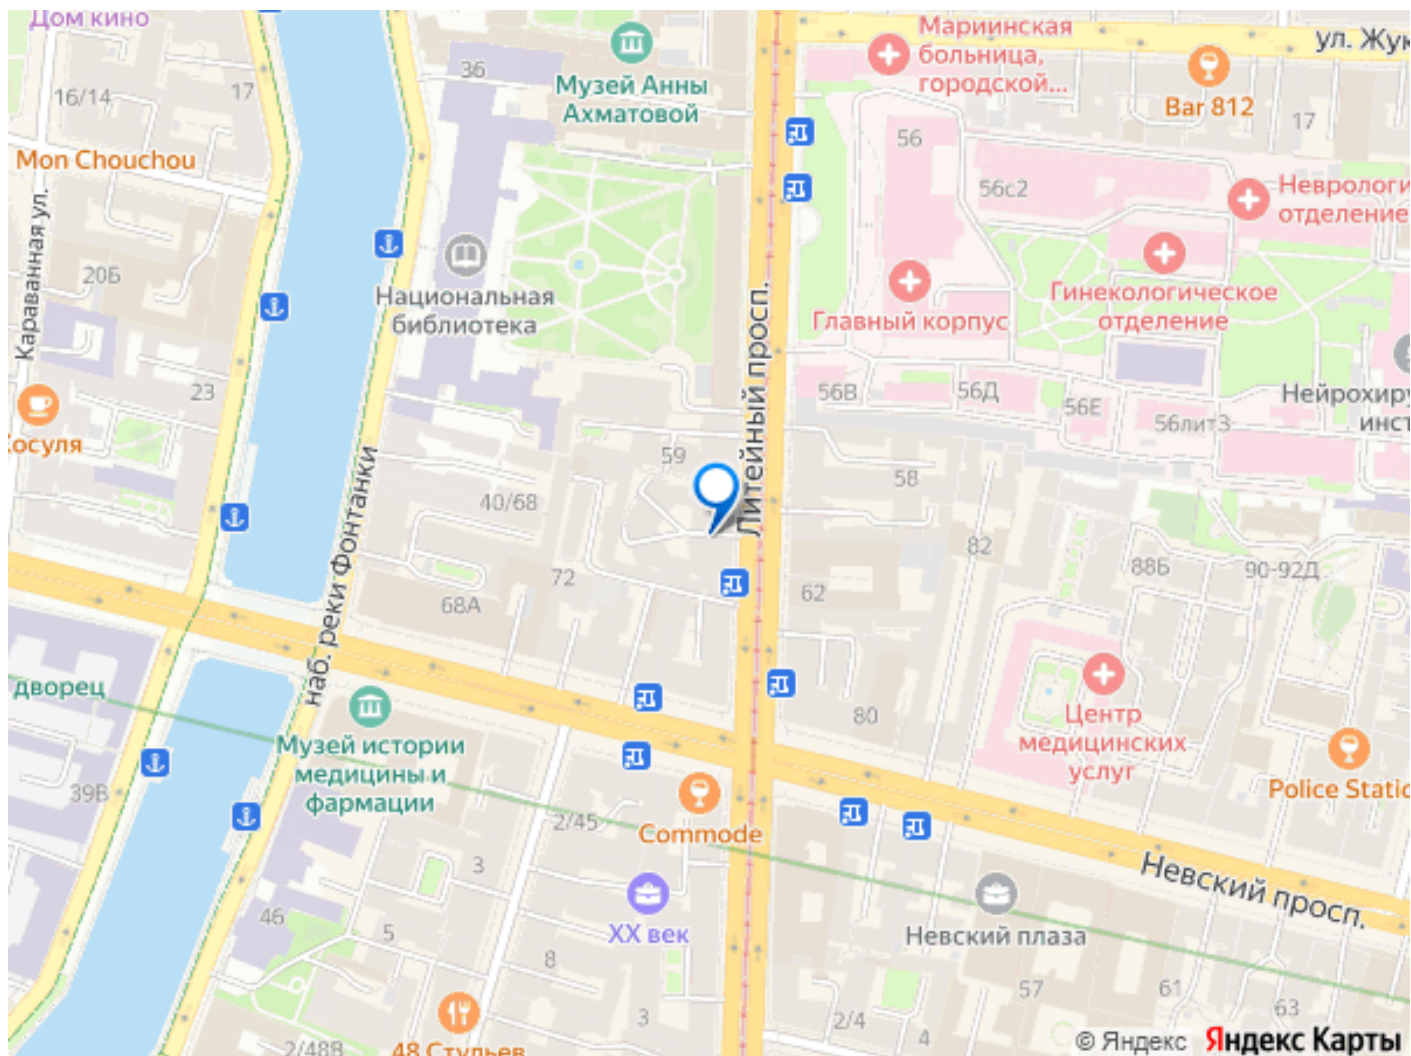 Дом кино
16/14
17
36
Музей Анны
Ахматовой
Мариинская
больница,
городской...
ул. Жук
Bar 812
17
56
56с2
Mon Chouchou
Неврологи
отделение
Караванная ул.
20Б
Национальная
библиотека
Главный корпус
Гинекологическое
отделение
Литейный просп.
23
56В
56Д
56Е
56литЗ
Нейрохиру
инст
Косуля
59
58
40/68
наб. реки Фонтанки
72
68А
62
82
88Б
90-92Д
дворец
Музей истории
медицины и
фармации
80
Центр
медицинских
услуг
39В
Commode
Police Statio
2/45
3
Невский просп.
46
5
XX век
Невский плаза
8
3
57
61
63
2/4
4
2/48В
48 Стульев
© Яндекс Яндекс Карты